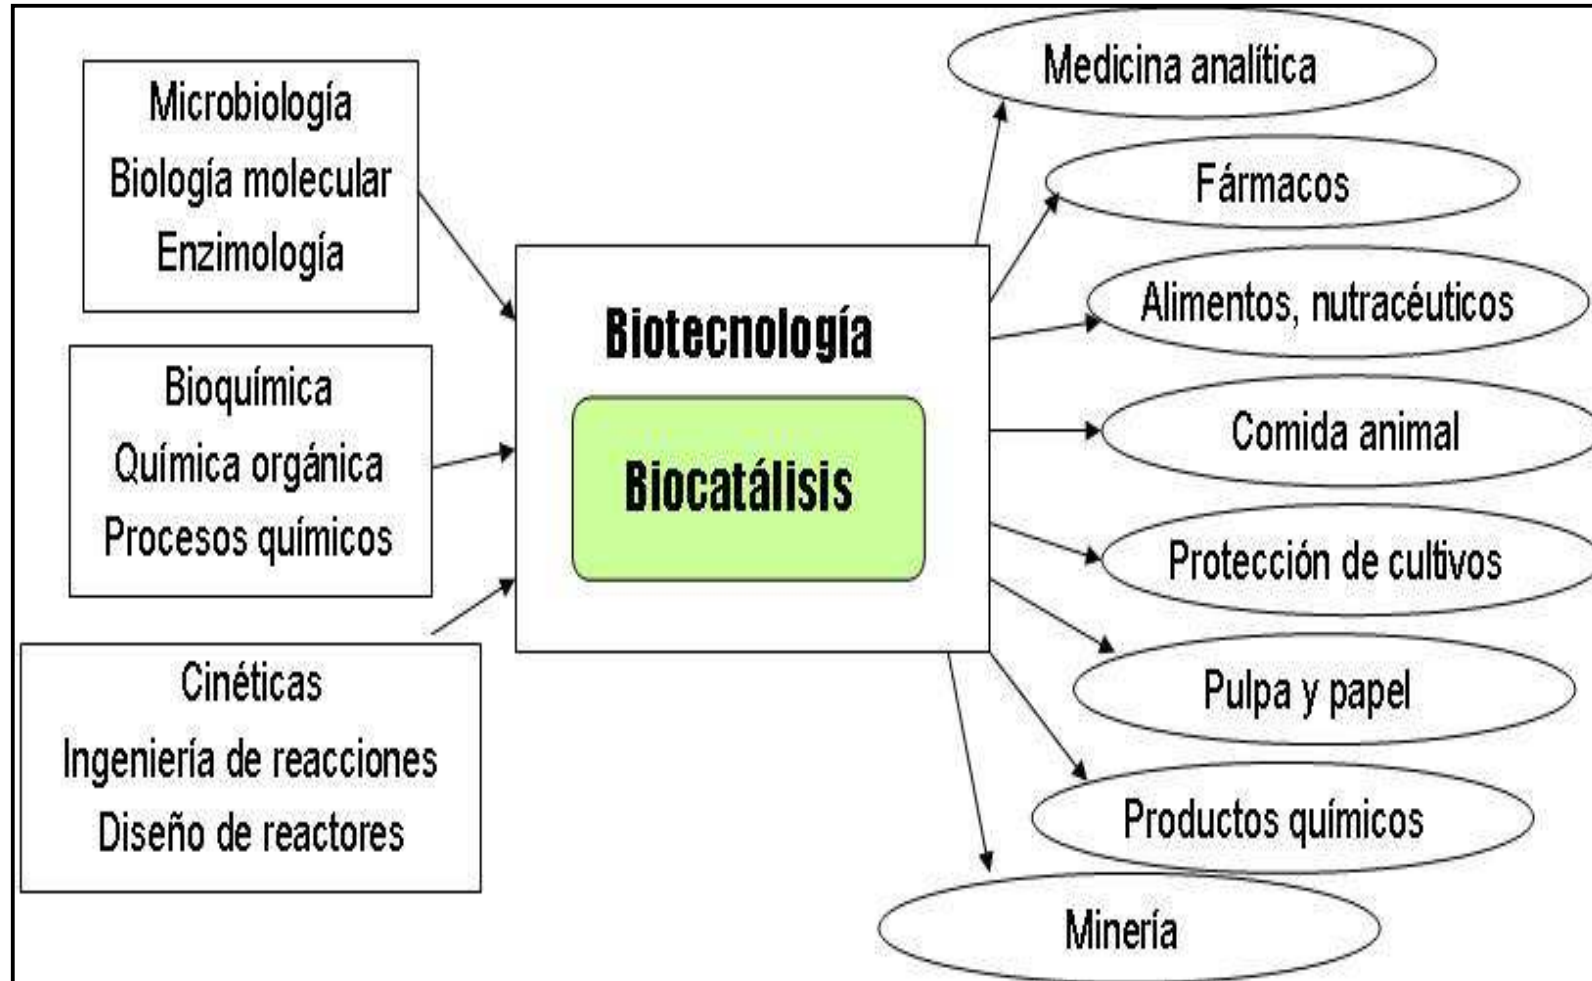 Microbiología
Biología molecular
Enzimología
Bioquímica
Química orgánica
Procesos químicos
Cinéticas
Ingeniería de reacciones
Diseño de reactores
Biotecnología
Biocatálisis
Medicina analítica
Fármacos
Alimentos, nutracéuticos
Comida animal
Protección de cultivos
Pulpa y papel
Productos químicos
Minería